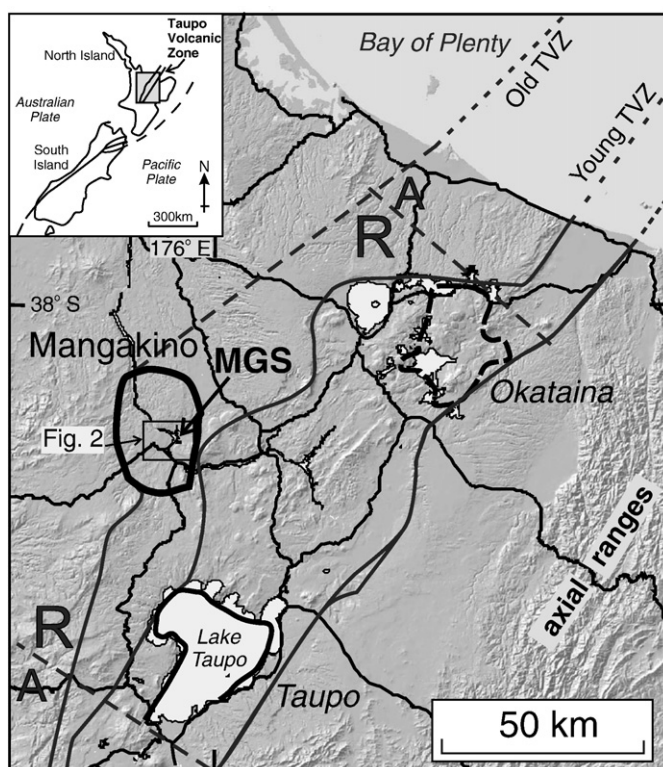 North Island
Taupo
Volcanic
Zone
Australian
Plate
South
Island
Pacific
Plate
N
300km
Bay of Plenty
Old TVZ
Young TVZ
A
R
176° E
38° S
Mangakino
MGS
Okataina
Fig. 2
axial ranges
R
A
Lake
Taupo
Taupo
50 km